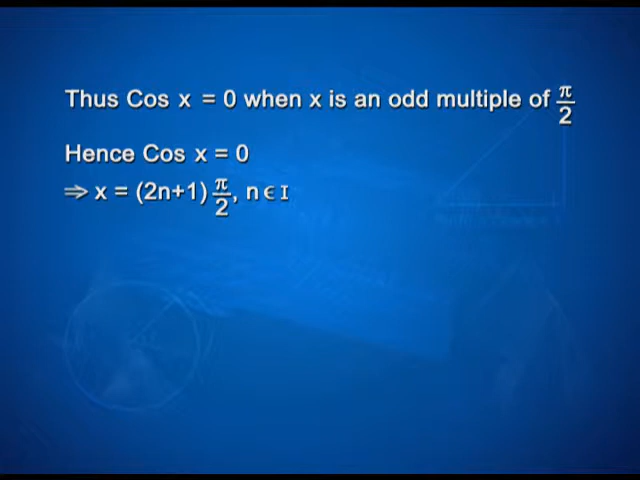 Thus Cos x = 0 when x is an odd multiple of π/2
Hence Cos x = 0
⇒ x = (2n+1) π/2, n ∈ I